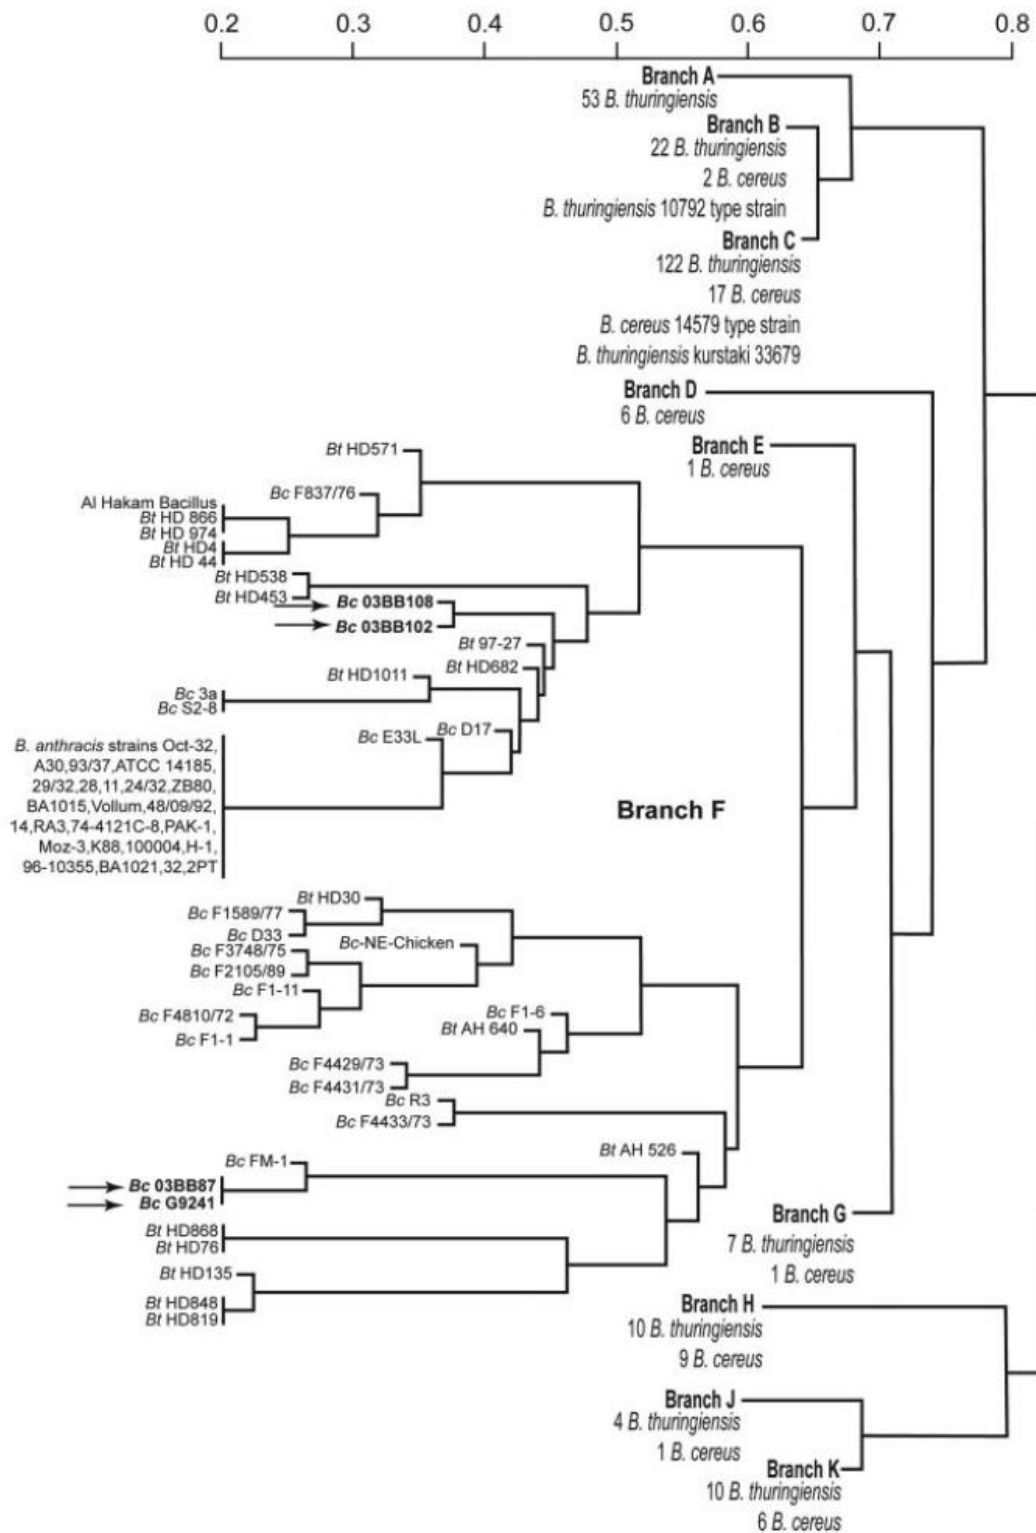 0.2 0.3 0.4 0.5 0.6 0.7 0.8
Branch A
53 B. thuringiensis
Branch B
22 B. thuringiensis
2 B. cereus
B. thuringiensis 10792 type strain
Branch C
122 B. thuringiensis
17 B. cereus
B. cereus 14579 type strain
B. thuringiensis kurstaki 33679
Branch D
6 B. cereus
Branch E
1 B. cereus
Bt HD571
Bc F837/76
Al Hakam Bacillus
Bt HD 866
Bt HD 974
Bt HD4
Bt HD 44
Bt HD538
Bt HD453
Bc 03BB108
Bc 03BB102
Bt 97-27
Bt HD682
Bt HD1011
Bc 3a
Bc S2-8
Bc D17
Bc E33L
B. anthracis strains Oct-32,
A30,93/37,ATCC 14185,
29/32,28,11,24/32,ZB80,
BA1015,Vollum,48/09/92,
14,RA3,74-4121C-8,PAK-1,
Moz-3,K88,100004,H-1,
96-10355,BA1021,32,2PT
Branch F
Bt HD30
Bc F1589/77
Bc D33
Bc-NE-Chicken
Bc F3748/75
Bc F2105/89
Bc F1-11
Bc F4810/72
Bc F1-1
Bc F1-6
Bt AH 640
Bc F4429/73
Bc F4431/73
Bc R3
Bc F4433/73
Bt AH 526
Bc FM-1
Bc 03BB87
Bc G9241
Branch G
7 B. thuringiensis
1 B. cereus
Bt HD868
Bt HD76
Bt HD135
Bt HD848
Bt HD819
Branch H
10 B. thuringiensis
9 B. cereus
Branch J
4 B. thuringiensis
1 B. cereus
Branch K
10 B. thuringiensis
6 B. cereus